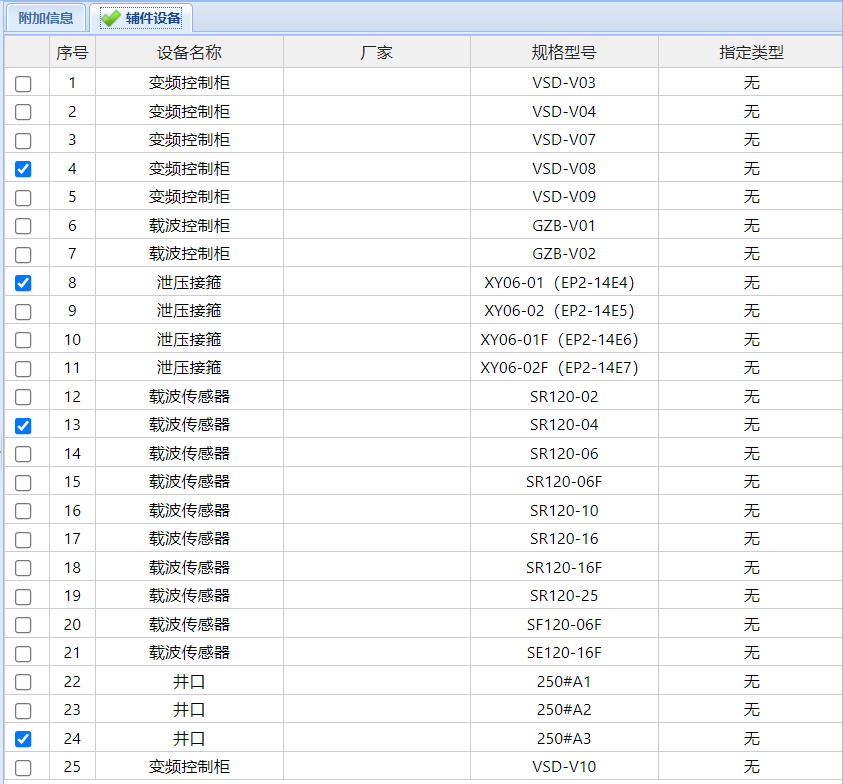 附加信息 辅件设备
序号 设备名称 厂家 规格型号 指定类型
1 变频控制柜 VSD-V03 无
2 变频控制柜 VSD-V04 无
3 变频控制柜 VSD-V07 无
4 变频控制柜 VSD-V08 无
5 变频控制柜 VSD-V09 无
6 载波控制柜 GZB-V01 无
7 载波控制柜 GZB-V02 无
8 泄压接箍 XY06-01（EP2-14E4） 无
9 泄压接箍 XY06-02（EP2-14E5） 无
10 泄压接箍 XY06-01F（EP2-14E6） 无
11 泄压接箍 XY06-02F（EP2-14E7） 无
12 载波传感器 SR120-02 无
13 载波传感器 SR120-04 无
14 载波传感器 SR120-06 无
15 载波传感器 SR120-06F 无
16 载波传感器 SR120-10 无
17 载波传感器 SR120-16 无
18 载波传感器 SR120-16F 无
19 载波传感器 SR120-25 无
20 载波传感器 SF120-06F 无
21 载波传感器 SE120-16F 无
22 井口 250#A1 无
23 井口 250#A2 无
24 井口 250#A3 无
25 变频控制柜 VSD-V10 无